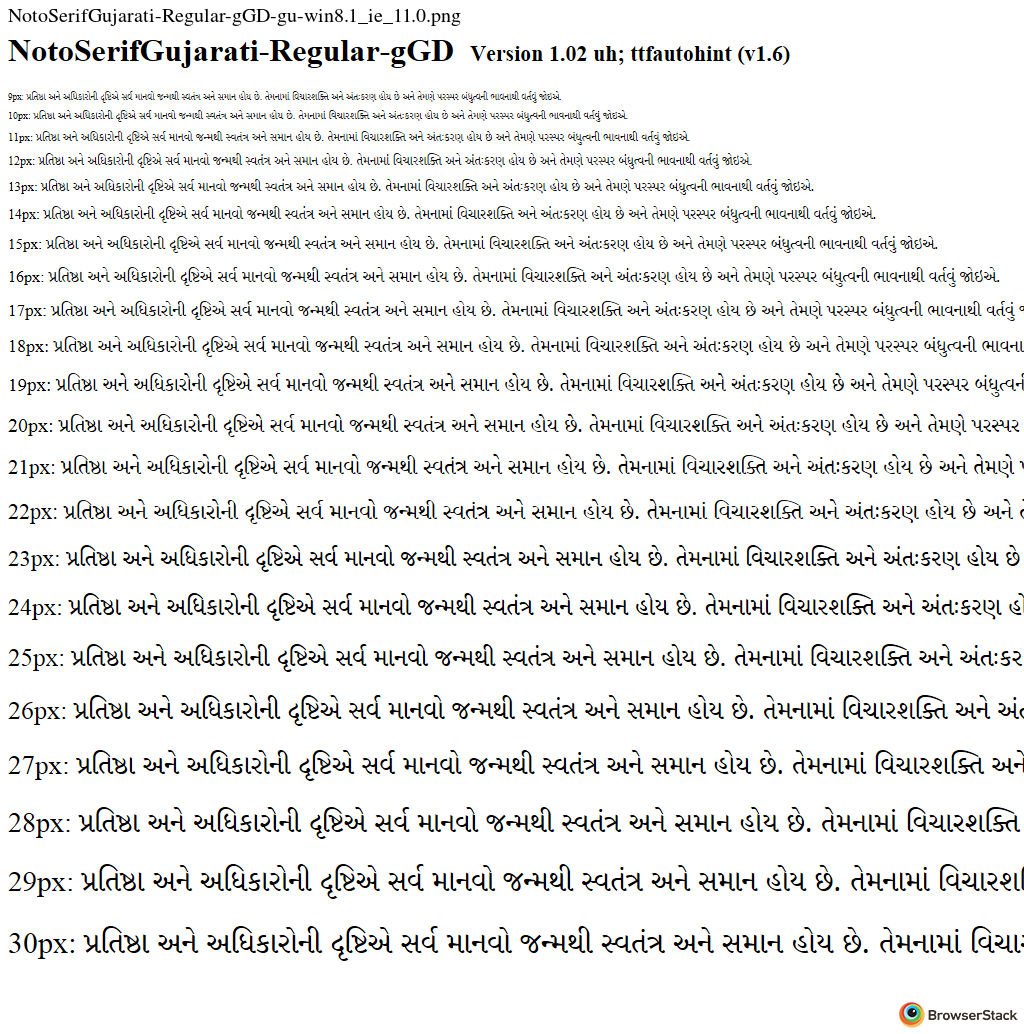 NotoSerifGujarati-Regular-gGD-gu-win8.1_ie_11.0.png
NotoSerifGujarati-Regular-gGD Version 1.02 uh; ttfautohint (v1.6)
9px: પ્રતિષ્ઠા અને અધિકારોની દૃષ્ટિએ સર્વ માનવો જન્મથી સ્વતંત્ર અને સમાન હોય છે. તેમનામાં વિચારશક્તિ અને અંતઃકરણ હોય છે અને તેમણે પરસ્પર બંધુત્વની ભાવનાથી વર્તવું જોઇએ.
10px: પ્રતિષ્ઠા અને અધિકારોની દૃષ્ટિએ સર્વ માનવો જન્મથી સ્વતંત્ર અને સમાન હોય છે. તેમનામાં વિચારશક્તિ અને અંતઃકરણ હોય છે અને તેમણે પરસ્પર બંધુત્વની ભાવનાથી વર્તવું જોઇએ.
11px: પ્રતિષ્ઠા અને અધિકારોની દૃષ્ટિએ સર્વ માનવો જન્મથી સ્વતંત્ર અને સમાન હોય છે. તેમનામાં વિચારશક્તિ અને અંતઃકરણ હોય છે અને તેમણે પરસ્પર બંધુત્વની ભાવનાથી વર્તવું જોઇએ.
12px: પ્રતિષ્ઠા અને અધિકારોની દૃષ્ટિએ સર્વ માનવો જન્મથી સ્વતંત્ર અને સમાન હોય છે. તેમનામાં વિચારશક્તિ અને અંતઃકરણ હોય છે અને તેમણે પરસ્પર બંધુત્વની ભાવનાથી વર્તવું જોઇએ.
13px: પ્રતિષ્ઠા અને અધિકારોની દૃષ્ટિએ સર્વ માનવો જન્મથી સ્વતંત્ર અને સમાન હોય છે. તેમનામાં વિચારશક્તિ અને અંતઃકરણ હોય છે અને તેમણે પરસ્પર બંધુત્વની ભાવનાથી વર્તવું જોઇએ.
14px: પ્રતિષ્ઠા અને અધિકારોની દૃષ્ટિએ સર્વ માનવો જન્મથી સ્વતંત્ર અને સમાન હોય છે. તેમનામાં વિચારશક્તિ અને અંતઃકરણ હોય છે અને તેમણે પરસ્પર બંધુત્વની ભાવનાથી વર્તવું જોઇએ.
15px: પ્રતિષ્ઠા અને અધિકારોની દૃષ્ટિએ સર્વ માનવો જન્મથી સ્વતંત્ર અને સમાન હોય છે. તેમનામાં વિચારશક્તિ અને અંતઃકરણ હોય છે અને તેમણે પરસ્પર બંધુત્વની ભાવનાથી વર્તવું જોઇએ.
16px: પ્રતિષ્ઠા અને અધિકારોની દૃષ્ટિએ સર્વ માનવો જન્મથી સ્વતંત્ર અને સમાન હોય છે. તેમનામાં વિચારશક્તિ અને અંતઃકરણ હોય છે અને તેમણે પરસ્પર બંધુત્વની ભાવનાથી વર્તવું જોઇએ.
17px: પ્રતિષ્ઠા અને અધિકારોની દૃષ્ટિએ સર્વ માનવો જન્મથી સ્વતંત્ર અને સમાન હોય છે. તેમનામાં વિચારશક્તિ અને અંતઃકરણ હોય છે અને તેમણે પરસ્પર બંધુત્વની ભાવનાથી વર્તવું
18px: પ્રતિષ્ઠા અને અધિકારોની દૃષ્ટિએ સર્વ માનવો જન્મથી સ્વતંત્ર અને સમાન હોય છે. તેમનામાં વિચારશક્તિ અને અંતઃકરણ હોય છે અને તેમણે પરસ્પર બંધુત્વની ભાવના
19px: પ્રતિષ્ઠા અને અધિકારોની દૃષ્ટિએ સર્વ માનવો જન્મથી સ્વતંત્ર અને સમાન હોય છે. તેમનામાં વિચારશક્તિ અને અંતઃકરણ હોય છે અને તેમણે પરસ્પર બંધુત્વની
20px: પ્રતિષ્ઠા અને અધિકારોની દૃષ્ટિએ સર્વ માનવો જન્મથી સ્વતંત્ર અને સમાન હોય છે. તેમનામાં વિચારશક્તિ અને અંતઃકરણ હોય છે અને તેમણે પરસ્પર
21px: પ્રતિષ્ઠા અને અધિકારોની દૃષ્ટિએ સર્વ માનવો જન્મથી સ્વતંત્ર અને સમાન હોય છે. તેમનામાં વિચારશક્તિ અને અંતઃકરણ હોય છે અને તેમણે
22px: પ્રતિષ્ઠા અને અધિકારોની દૃષ્ટિએ સર્વ માનવો જન્મથી સ્વતંત્ર અને સમાન હોય છે. તેમનામાં વિચારશક્તિ અને અંતઃકરણ હોય છે અને
23px: પ્રતિષ્ઠા અને અધિકારોની દૃષ્ટિએ સર્વ માનવો જન્મથી સ્વતંત્ર અને સમાન હોય છે. તેમનામાં વિચારશક્તિ અને અંતઃકરણ હોય છે
24px: પ્રતિષ્ઠા અને અધિકારોની દૃષ્ટિએ સર્વ માનવો જન્મથી સ્વતંત્ર અને સમાન હોય છે. તેમનામાં વિચારશક્તિ અને અંતઃકરણ હો
25px: પ્રતિષ્ઠા અને અધિકારોની દૃષ્ટિએ સર્વ માનવો જન્મથી સ્વતંત્ર અને સમાન હોય છે. તેમનામાં વિચારશક્તિ અને અંતઃકર
26px: પ્રતિષ્ઠા અને અધિકારોની દૃષ્ટિએ સર્વ માનવો જન્મથી સ્વતંત્ર અને સમાન હોય છે. તેમનામાં વિચારશક્તિ અને અં
27px: પ્રતિષ્ઠા અને અધિકારોની દૃષ્ટિએ સર્વ માનવો જન્મથી સ્વતંત્ર અને સમાન હોય છે. તેમનામાં વિચારશક્તિ અને
28px: પ્રતિષ્ઠા અને અધિકારોની દૃષ્ટિએ સર્વ માનવો જન્મથી સ્વતંત્ર અને સમાન હોય છે. તેમનામાં વિચારશક્તિ
29px: પ્રતિષ્ઠા અને અધિકારોની દૃષ્ટિએ સર્વ માનવો જન્મથી સ્વતંત્ર અને સમાન હોય છે. તેમનામાં વિચારશ
30px: પ્રતિષ્ઠા અને અધિકારોની દૃષ્ટિએ સર્વ માનવો જન્મથી સ્વતંત્ર અને સમાન હોય છે. તેમનામાં વિચાર
BrowserStack